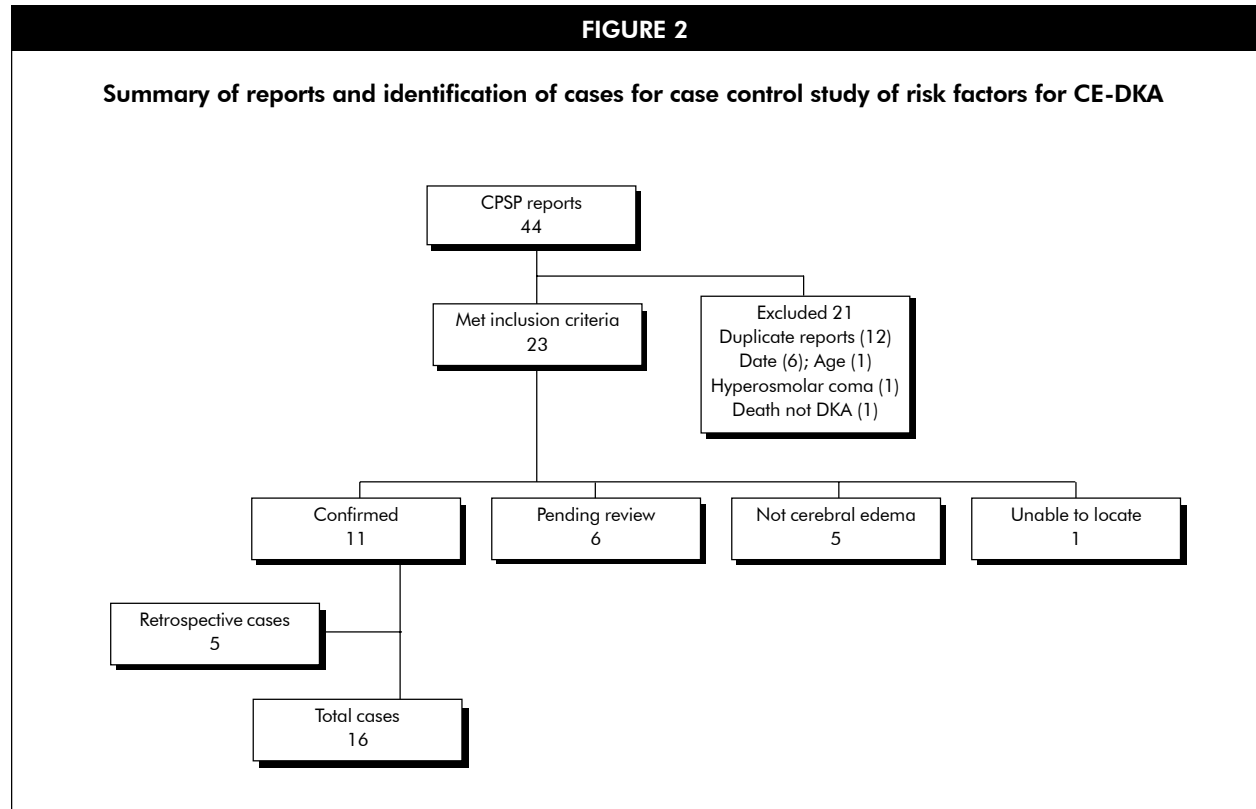 FIGURE 2
Summary of reports and identification of cases for case control study of risk factors for CE-DKA
CPSP reports
44
Met inclusion criteria
23
Excluded 21
Duplicate reports (12)
Date (6); Age (1)
Hyperosmolar coma (1)
Death not DKA (1)
Confirmed
11
Pending review
6
Not cerebral edema
5
Unable to locate
1
Retrospective cases
5
Total cases
16